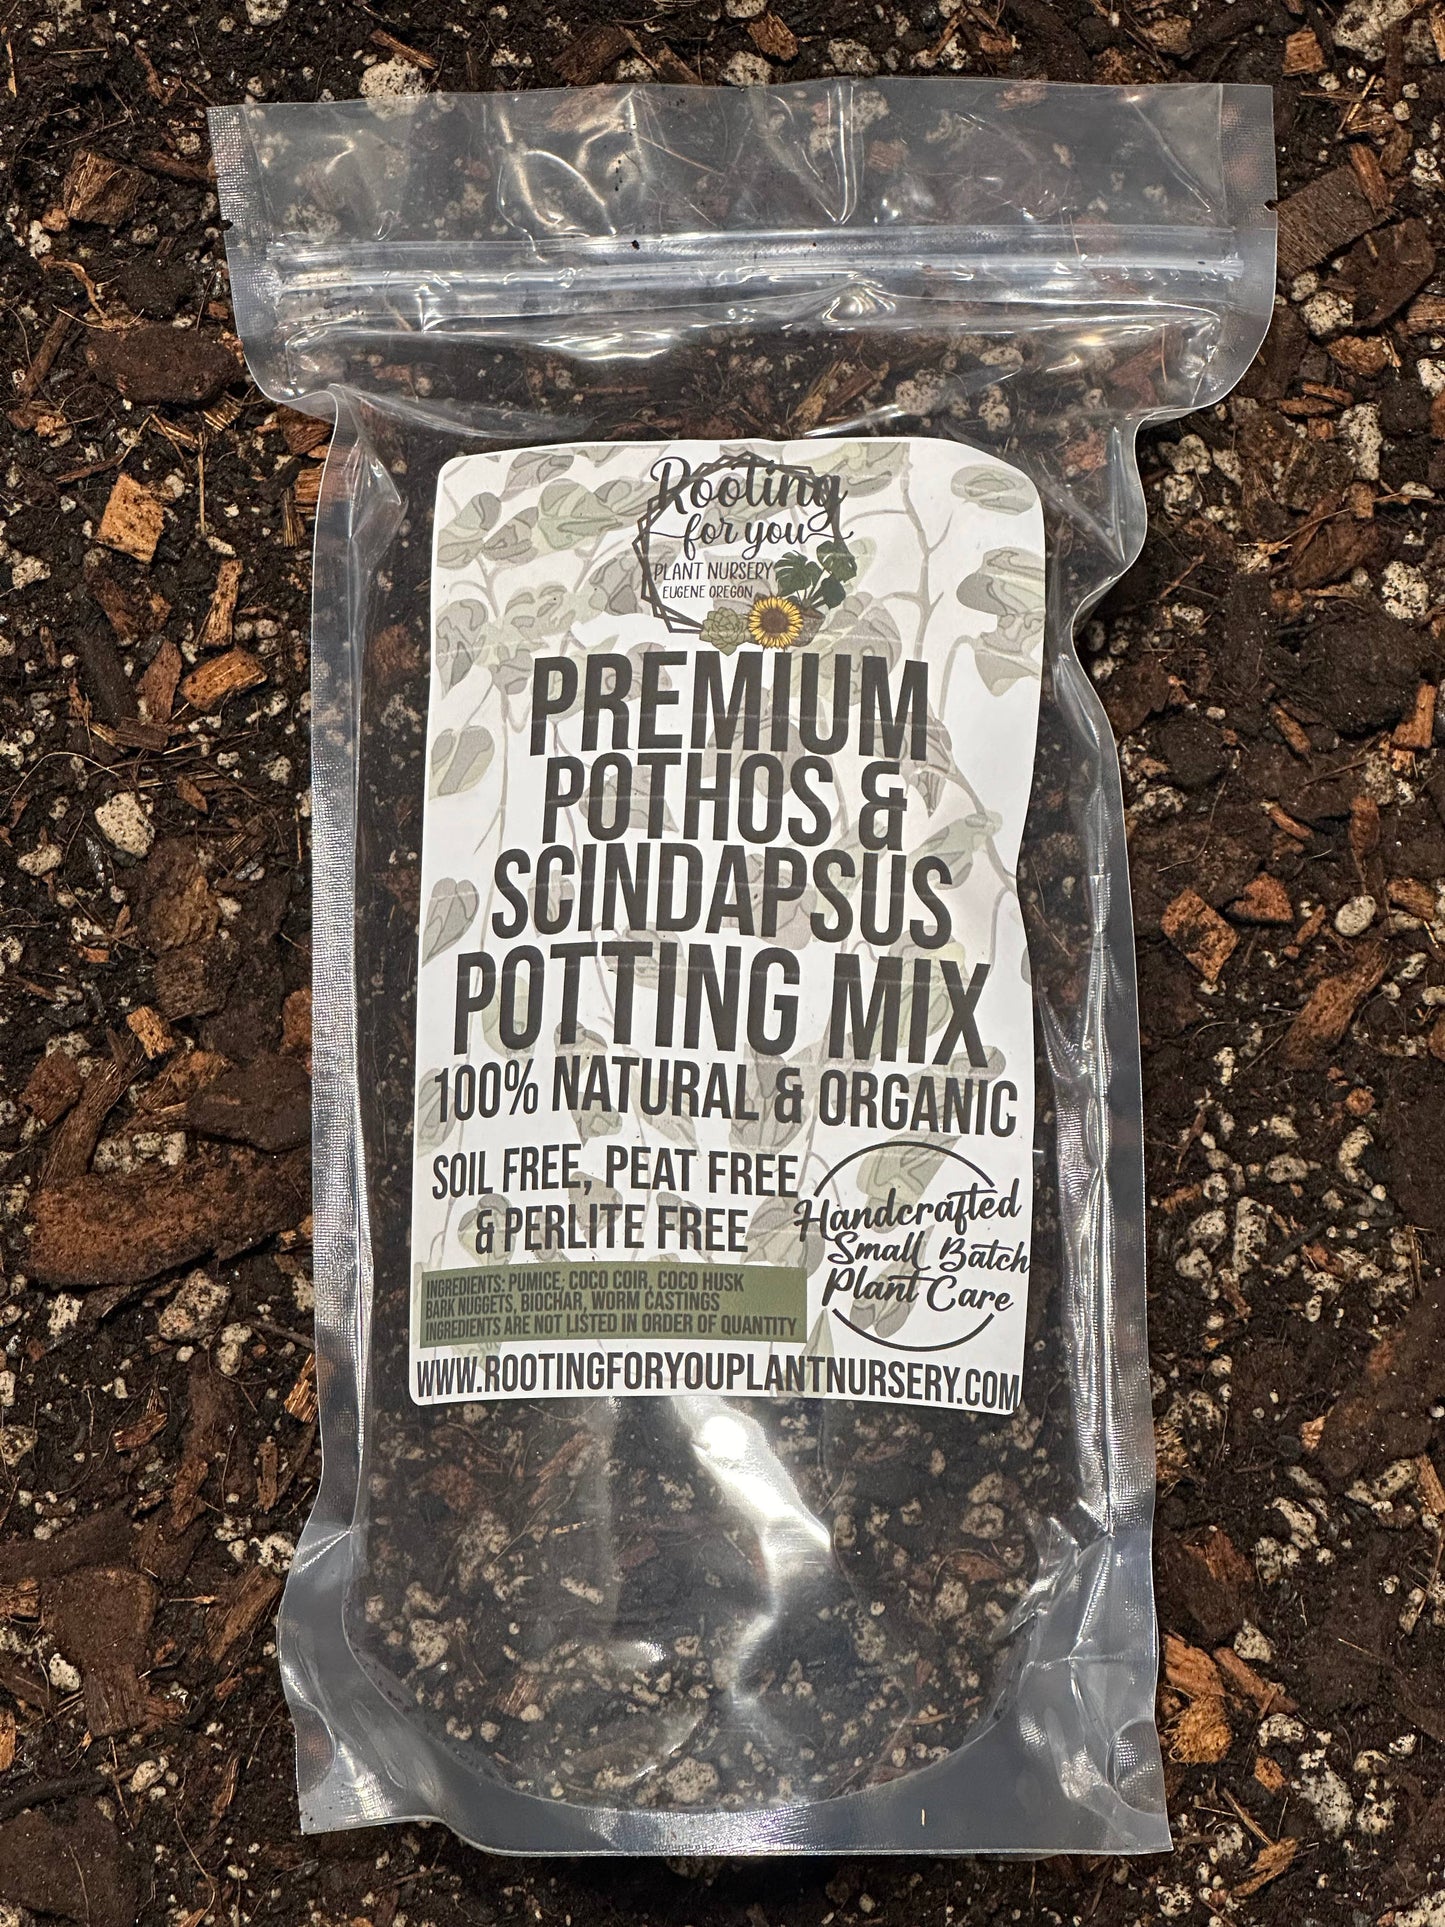 Rooting
for you
PLANT NURSERY
EUGENE OREGON
PREMIUM
POTHOS &
SCINDAPSUS
POTTING MIX
100% NATURAL & ORGANIC
SOIL FREE, PEAT FREE
& PERLITE FREE
Handcrafted
Small Batch
Plant Care
INGREDIENTS: PUMICE, COCO COIR, COCO HUSK
BARK NUGGETS, BIOCHAR, WORM CASTINGS
INGREDIENTS ARE NOT LISTED IN ORDER OF QUANTITY
WWW.ROOTINGFORYOUPLANTNURSERY.COM